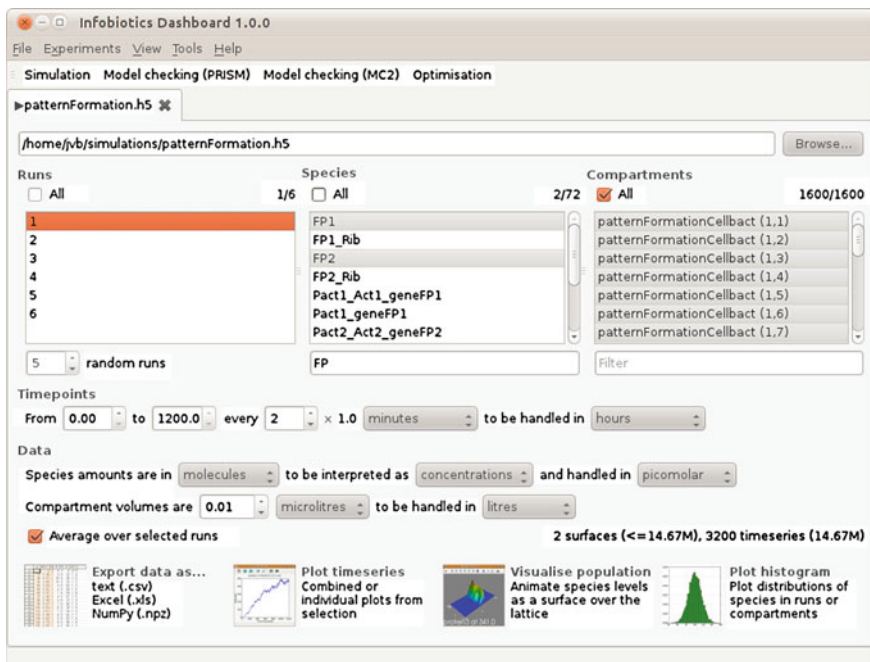 Infobiotics Dashboard 1.0.0
File Experiments View Tools Help
Simulation Model checking (PRISM) Model checking (MC2) Optimisation
patternFormation.h5
/home/jvb/simulations/patternFormation.h5 Browse...
Runs Species Compartments
All 1/6 All 2/72 All 1600/1600
1 FP1 patternFormationCellbact (1,1)
2 FP1_Rib patternFormationCellbact (1,2)
3 FP2 patternFormationCellbact (1,3)
4 FP2_Rib patternFormationCellbact (1,4)
5 Pact1_Act1_geneFP1 patternFormationCellbact (1,5)
6 Pact1_geneFP1 patternFormationCellbact (1,6)
Pact2_Act2_geneFP2 patternFormationCellbact (1,7)
5 random runs FP Filter
Timepoints
From 0.00 to 1200.0 every 2 × 1.0 minutes to be handled in hours
Data
Species amounts are in molecules to be interpreted as concentrations and handled in picomolar
Compartment volumes are 0.01 microlitres to be handled in litres
Average over selected runs 2 surfaces (<=14.67M), 3200 timeseries (14.67M)
Export data as... Plot timeseries Visualise population Plot histogram
text (.csv) Combined or Animate species levels Plot distributions of
Excel (.xls) individual plots from as a surface over the species in runs or
NumPy (.npz) selection lattice compartments